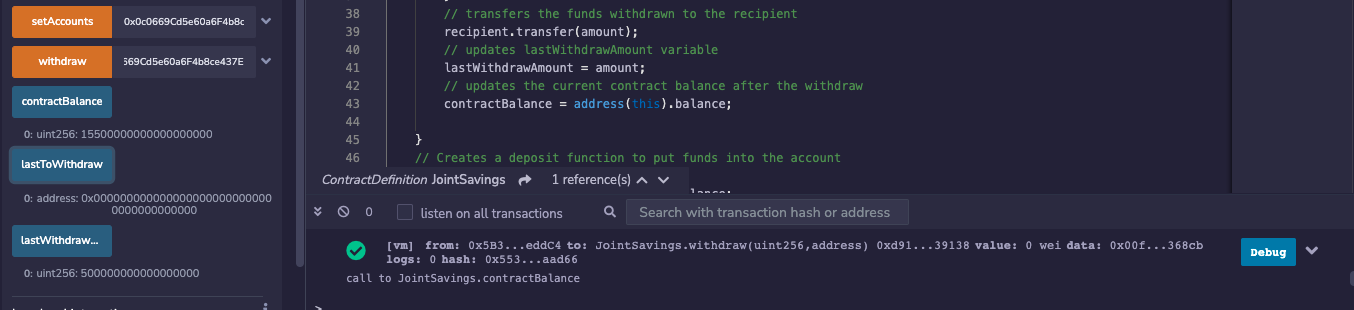 setAccounts 0x0c0669Cd5e60a6F4b8c
withdraw 669Cd5e60a6F4b8ce437E
contractBalance
0: uint256: 15500000000000000000
lastToWithdraw
0: address: 0x00000000000000000000000000
0000000000000
lastWithdraw...
0: uint256: 500000000000000000
38 // transfers the funds withdrawn to the recipient
39 recipient.transfer(amount);
40 // updates lastWithdrawAmount variable
41 lastWithdrawAmount = amount;
42 // updates the current contract balance after the withdraw
43 contractBalance = address(this).balance;
44
45 }
46 // Creates a deposit function to put funds into the account
ContractDefinition JointSavings 1 reference(s)
0 listen on all transactions Search with transaction hash or address
[vm] from: 0x5B3...eddC4 to: JointSavings.withdraw(uint256,address) 0xd91...39138 value: 0 wei data: 0x00f...368cb
logs: 0 hash: 0x553...aad66
Debug
call to JointSavings.contractBalance
>